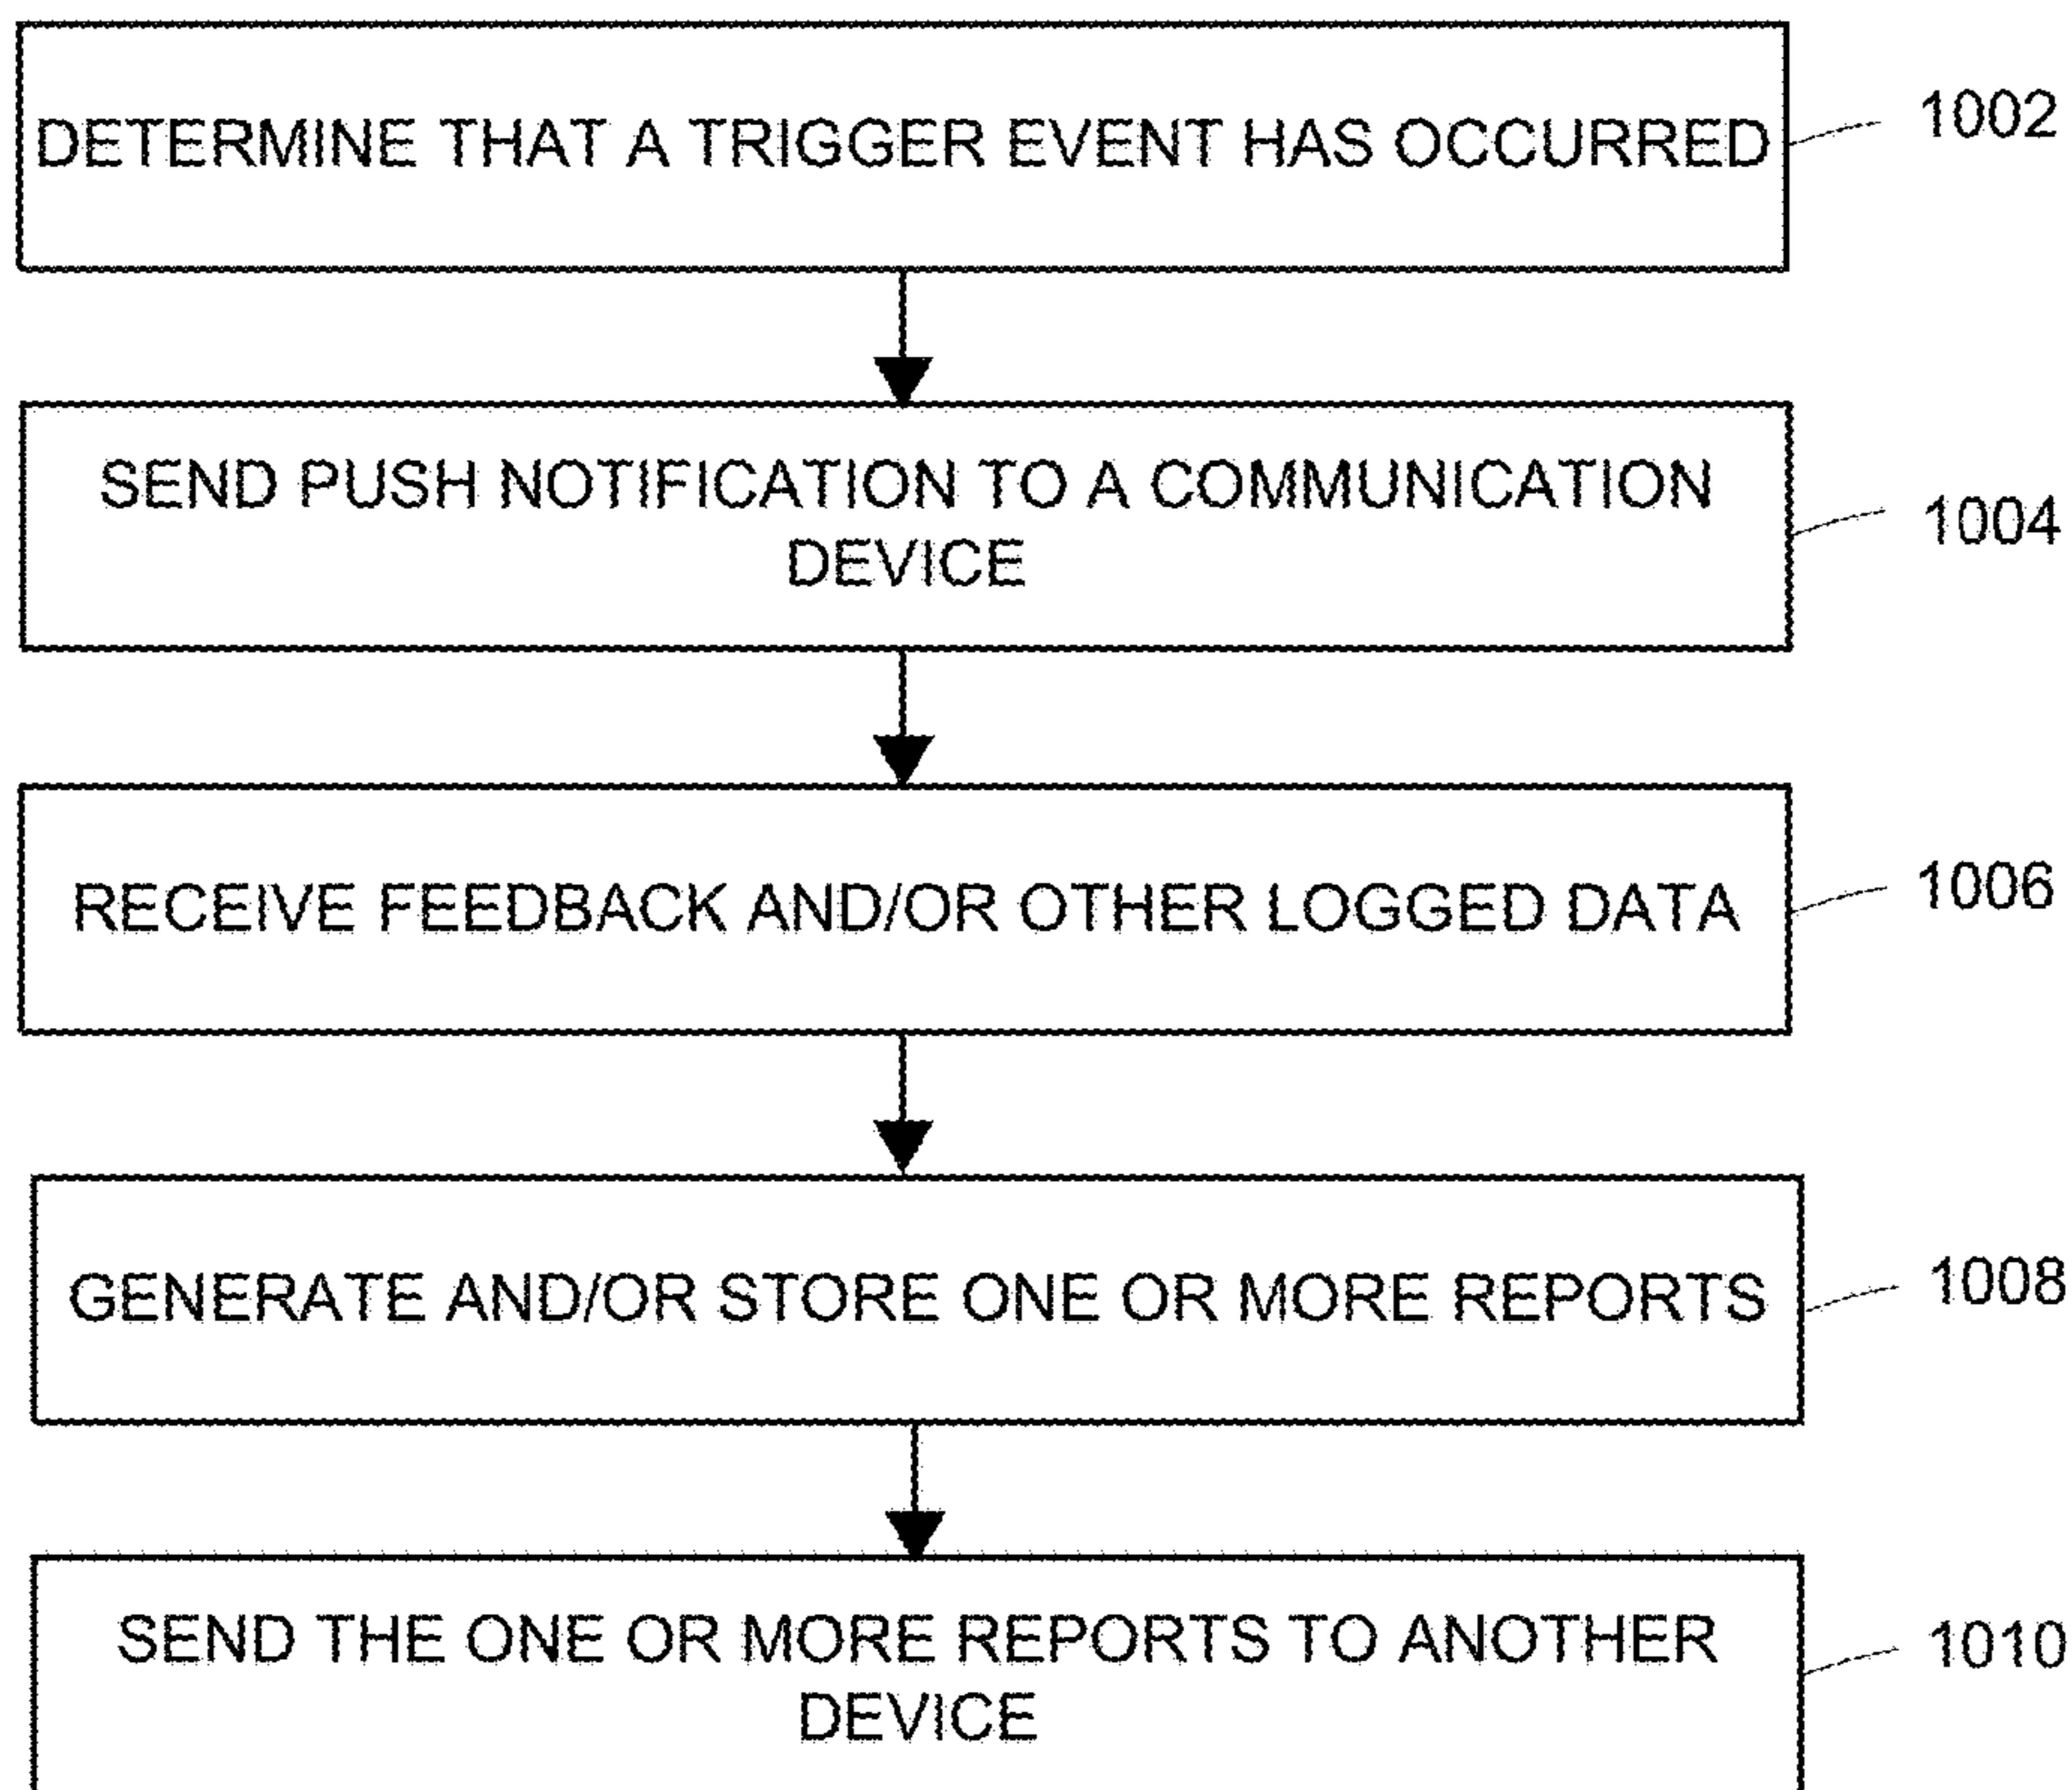 DETERMINE THAT A TRIGGER EVENT HAS OCCURRED
1002
SEND PUSH NOTIFICATION TO A COMMUNICATION
DEVICE
1004
RECEIVE FEEDBACK AND/OR OTHER LOGGED DATA
1006
GENERATE AND/OR STORE ONE OR MORE REPORTS
1008
SEND THE ONE OR MORE REPORTS TO ANOTHER
DEVICE
1010